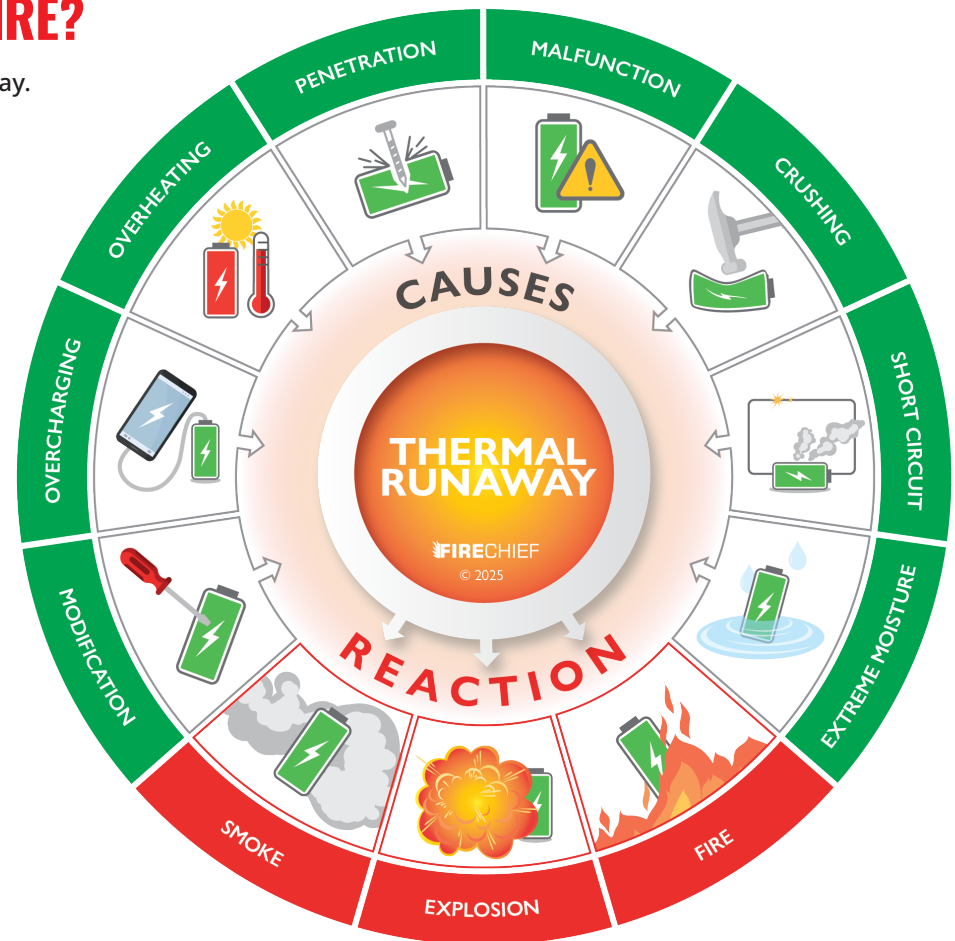 IRE?
ay.
PENETRATION
MALFUNCTION
OVERHEATING
CRUSHING
OVERCHARGING
SHORT CIRCUIT
MODIFICATION
EXTREME MOISTURE
CAUSES
THERMAL
RUNAWAY
FIRECHIEF
© 2025
REACTION
SMOKE
EXPLOSION
FIRE